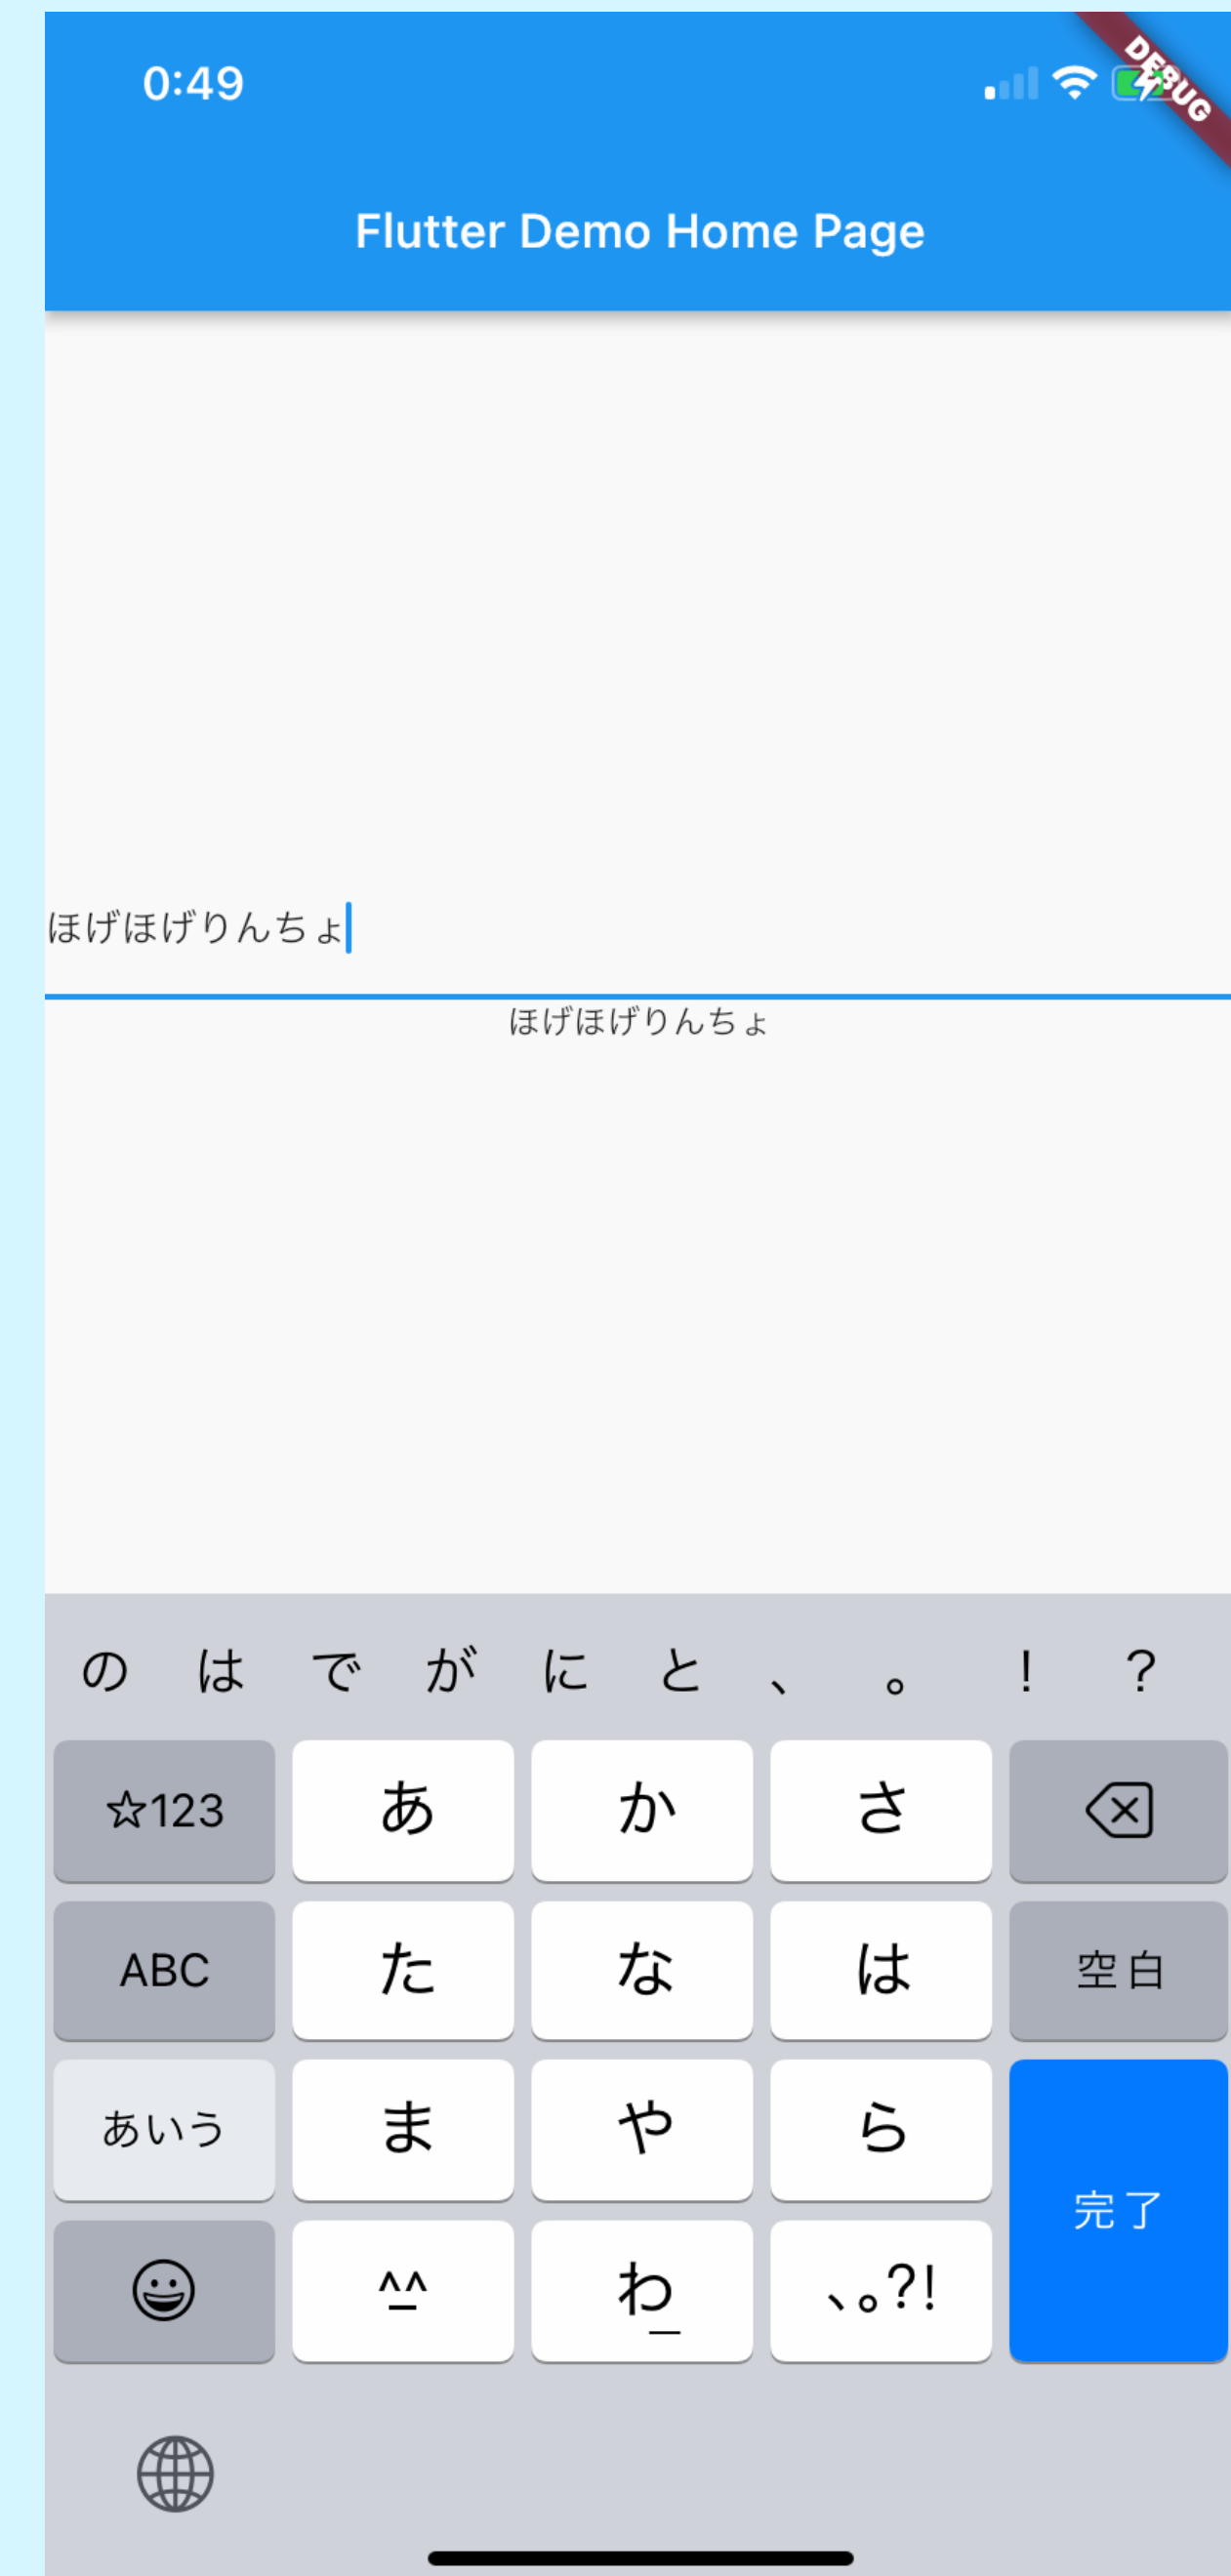 0:49
DEBUG
Flutter Demo Home Page
ほげほげりんちょ
ほげほげりんちょ
の は で が に と 、 。 ! ?
☆123 あ か さ
ABC た な は 空白
あいう ま や ら
完了
^_^ わ_ 、。?!